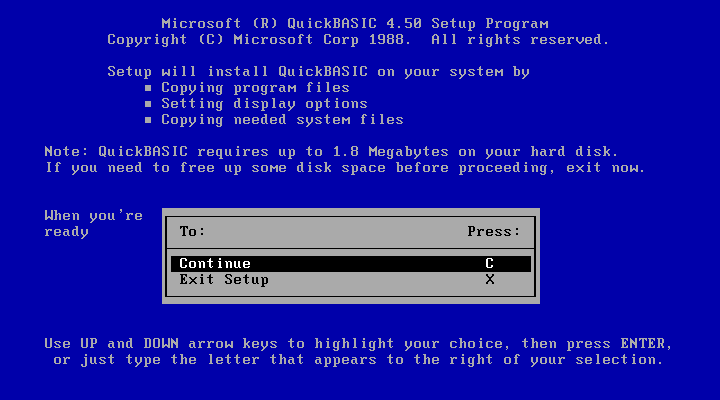 Microsoft (R) QuickBASIC 4.50 Setup Program
Copyright (C) Microsoft Corp 1988.  All rights reserved.
Setup will install QuickBASIC on your system by
■ Copying program files
■ Setting display options
■ Copying needed system files
Note: QuickBASIC requires up to 1.8 Megabytes on your hard disk.
If you need to free up some disk space before proceeding, exit now.
When you're
ready
To: Press:
Continue C
Exit Setup X
Use UP and DOWN arrow keys to highlight your choice, then press ENTER,
or just type the letter that appears to the right of your selection.